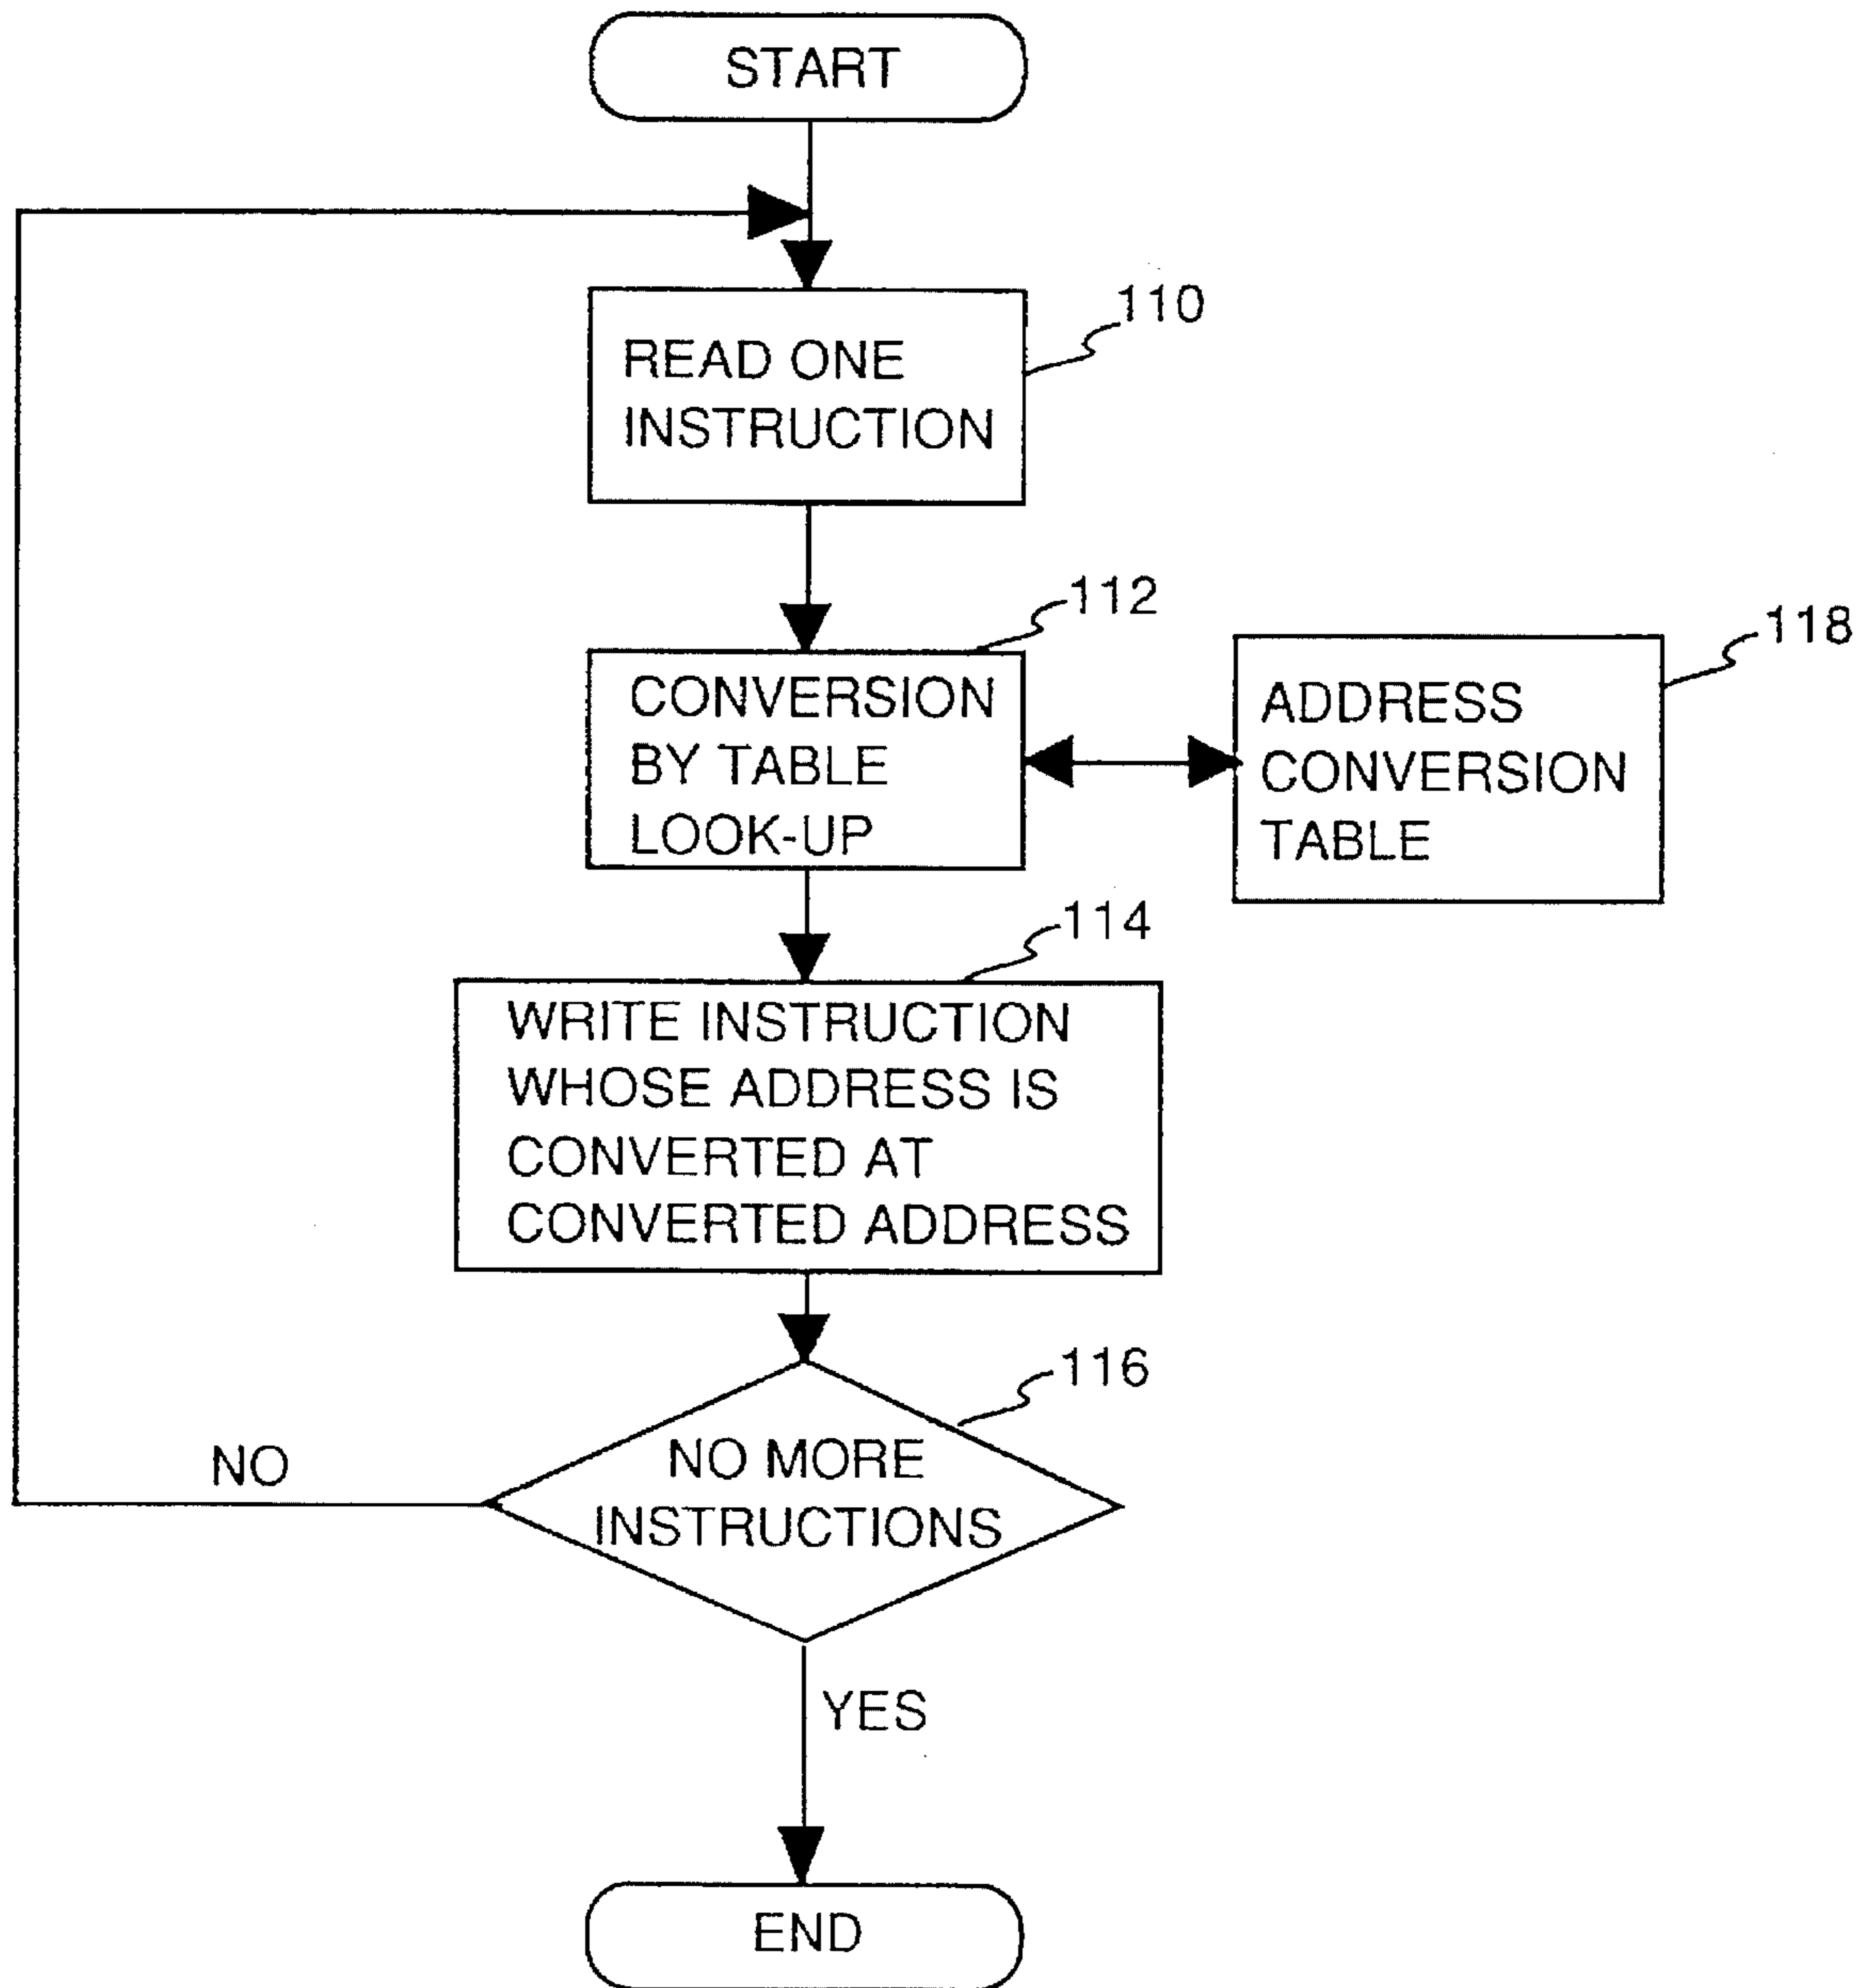 START
110
READ ONE
INSTRUCTION
112
CONVERSION
BY TABLE
LOOK-UP
118
ADDRESS
CONVERSION
TABLE
114
WRITE INSTRUCTION
WHOSE ADDRESS IS
CONVERTED AT
CONVERTED ADDRESS
116
NO MORE
INSTRUCTIONS
NO
YES
END